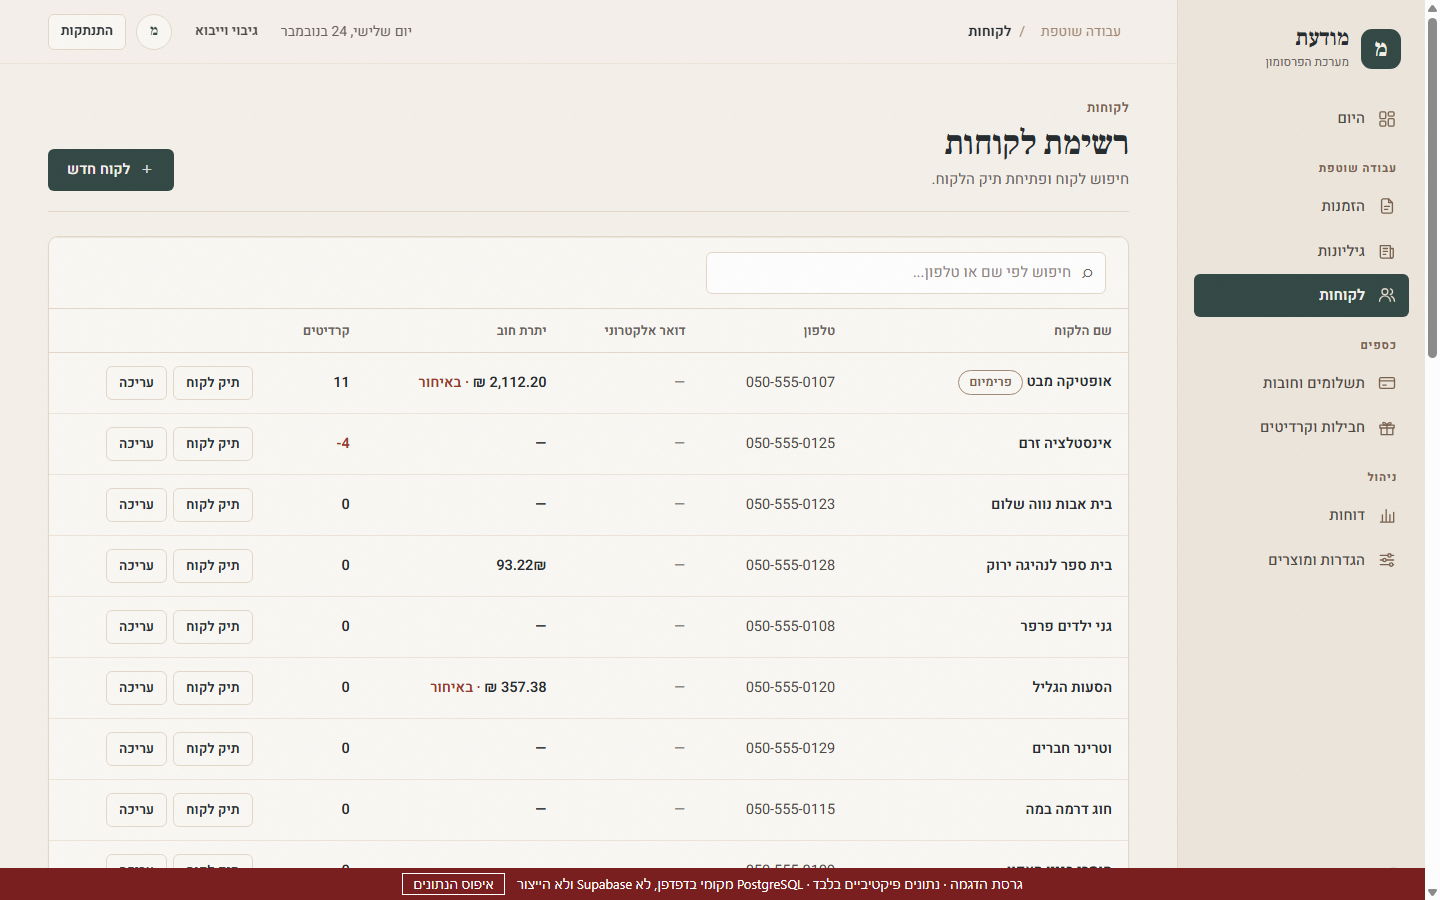 מ
מודעת
מערכת הפרסומון
היום
עבודה שוטפת
הזמנות
גיליונות
לקוחות
כספים
תשלומים וחובות
חבילות וקרדיטים
ניהול
דוחות
הגדרות ומוצרים
עבודה שוטפת / לקוחות
יום שלישי, 24 בנובמבר
גיבוי וייבוא
מ
התנתקות
לקוחות
רשימת לקוחות
חיפוש לקוח ופתיחת תיק הלקוח.
+ לקוח חדש
חיפוש לפי שם או טלפון...
שם הלקוח טלפון דואר אלקטרוני יתרת חוב קרדיטים
אופטיקה מבט פרימיום 050-555-0107 — 2,112.20 ₪ · באיחור 11 תיק לקוח עריכה
אינסטלציה זרם 050-555-0125 — — -4 תיק לקוח עריכה
בית אבות נווה שלום 050-555-0123 — — 0 תיק לקוח עריכה
בית ספר לנהיגה ירוק 050-555-0128 — 93.22₪ 0 תיק לקוח עריכה
גני ילדים פרפר 050-555-0108 — — 0 תיק לקוח עריכה
הסעות הגליל 050-555-0120 — 357.38 ₪ · באיחור 0 תיק לקוח עריכה
וטרינר חברים 050-555-0129 — — 0 תיק לקוח עריכה
חוג דרמה במה 050-555-0115 — — 0 תיק לקוח עריכה
גרסת הדגמה · נתונים פיקטיביים בלבד · PostgreSQL מקומי בדפדפן, לא Supabase ולא הייצור
איפוס הנתונים